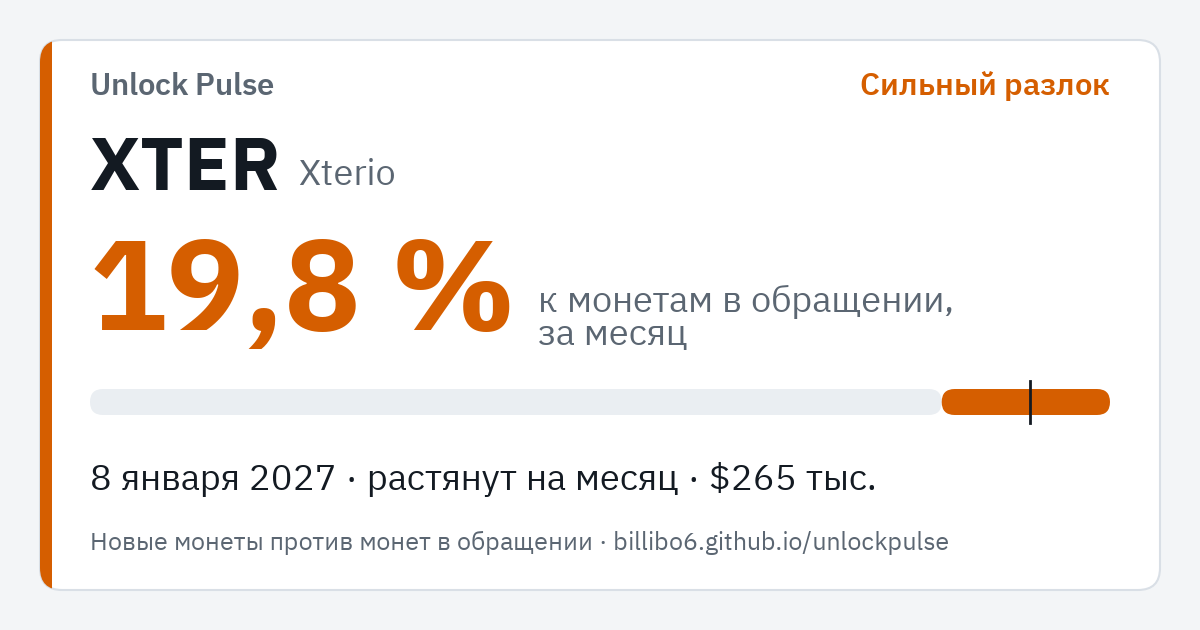 Unlock Pulse
Сильный разлок
XTER Xterio
19,8 % к монетам в обращении,
за месяц
8 января 2027 · растянут на месяц · $265 тыс.
Новые монеты против монет в обращении · billibo6.github.io/unlockpulse